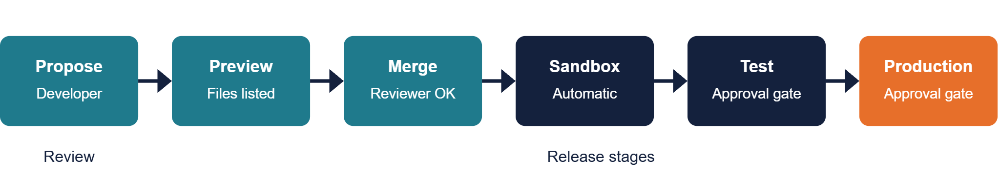 Propose
Developer
Preview
Files listed
Merge
Reviewer OK
Sandbox
Automatic
Test
Approval gate
Production
Approval gate
Review
Release stages